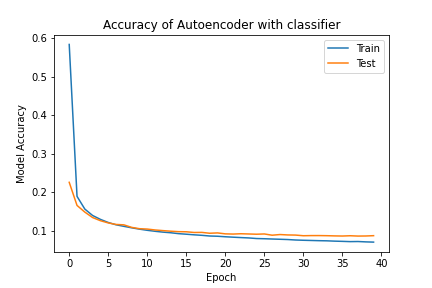 Accuracy of Autoencoder with classifier
Train
Test
Model Accuracy
0.6
0.5
0.4
0.3
0.2
0.1
0 5 10 15 20 25 30 35 40
Epoch